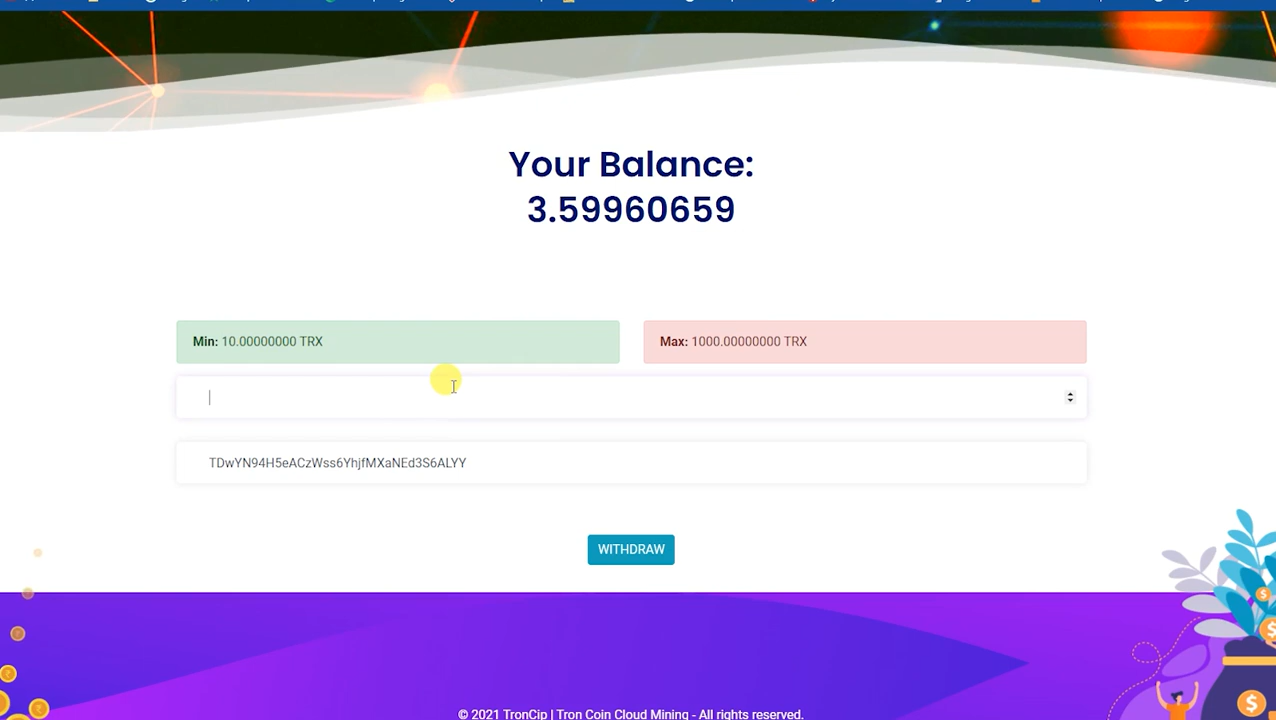 Your Balance:
3.59960659
Min: 10.00000000 TRX
Max: 1000.00000000 TRX
TDwYN94H5eACzWss6YhjfMXaNEd3S6ALYY
WITHDRAW
© 2021 TronCip | Tron Coin Cloud Mining - All rights reserved.